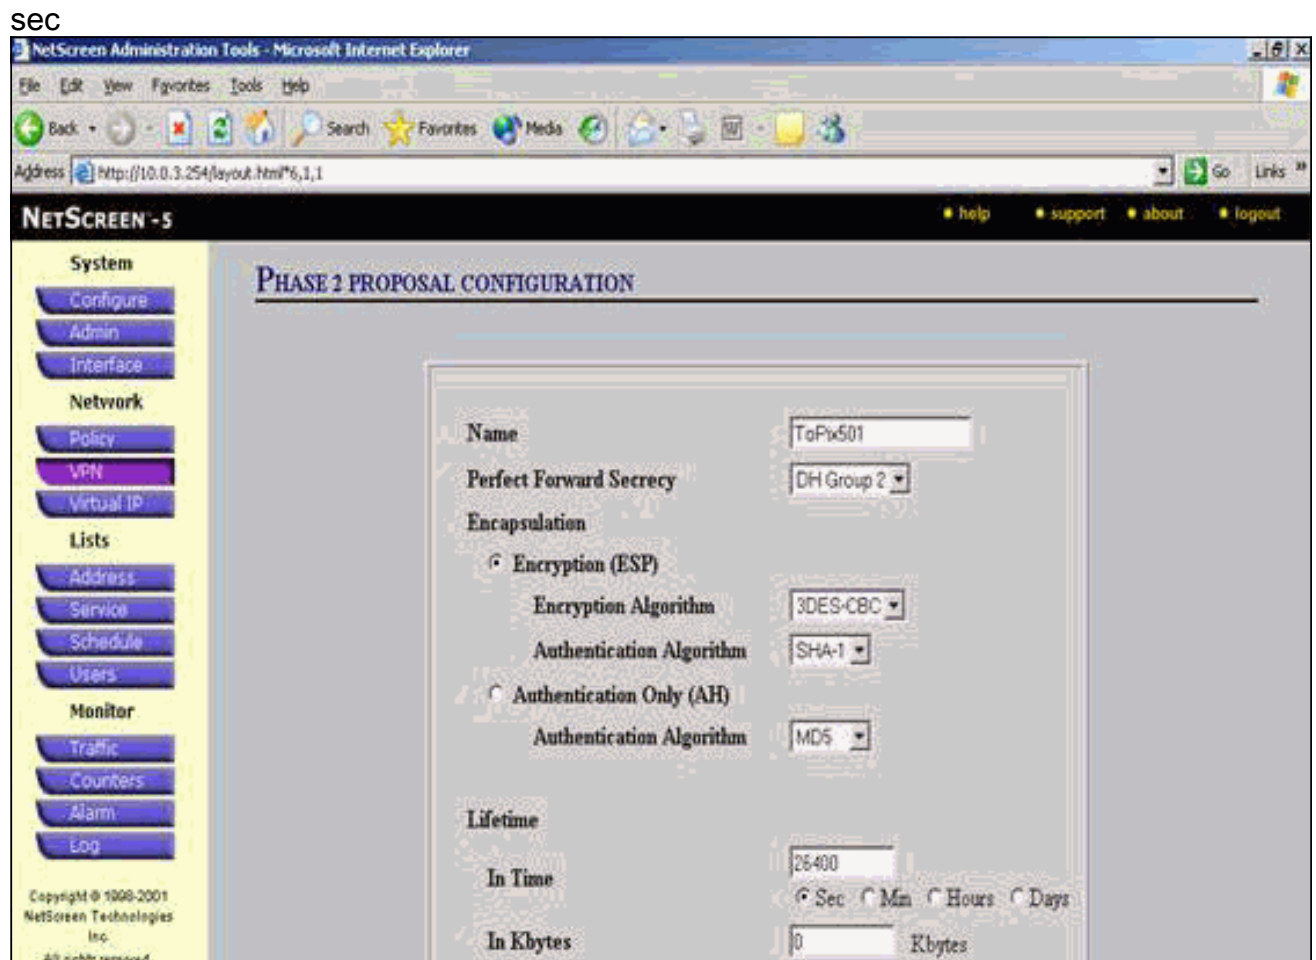 sec
NetScreen Administration Tools - Microsoft Internet Explorer
File Edit View Favorites Tools Help
Back Search Favorites Media
Address http://10.0.3.254/layout.html*6,1,1 Go Links »
NETSCREEN™-5 help support about logout
System
Configure
Admin
Interface
Network
Policy
VPN
Virtual IP
Lists
Address
Service
Schedule
Users
Monitor
Traffic
Counters
Alarm
Log
Copyright © 1998-2001
NetScreen Technologies
Inc.
All rights reserved
PHASE 2 PROPOSAL CONFIGURATION
Name ToPix501
Perfect Forward Secrecy DH Group 2
Encapsulation
Encryption (ESP)
Encryption Algorithm 3DES-CBC
Authentication Algorithm SHA-1
Authentication Only (AH)
Authentication Algorithm MD5
Lifetime
In Time 26400
Sec Min Hours Days
In Kbytes 0 Kbytes